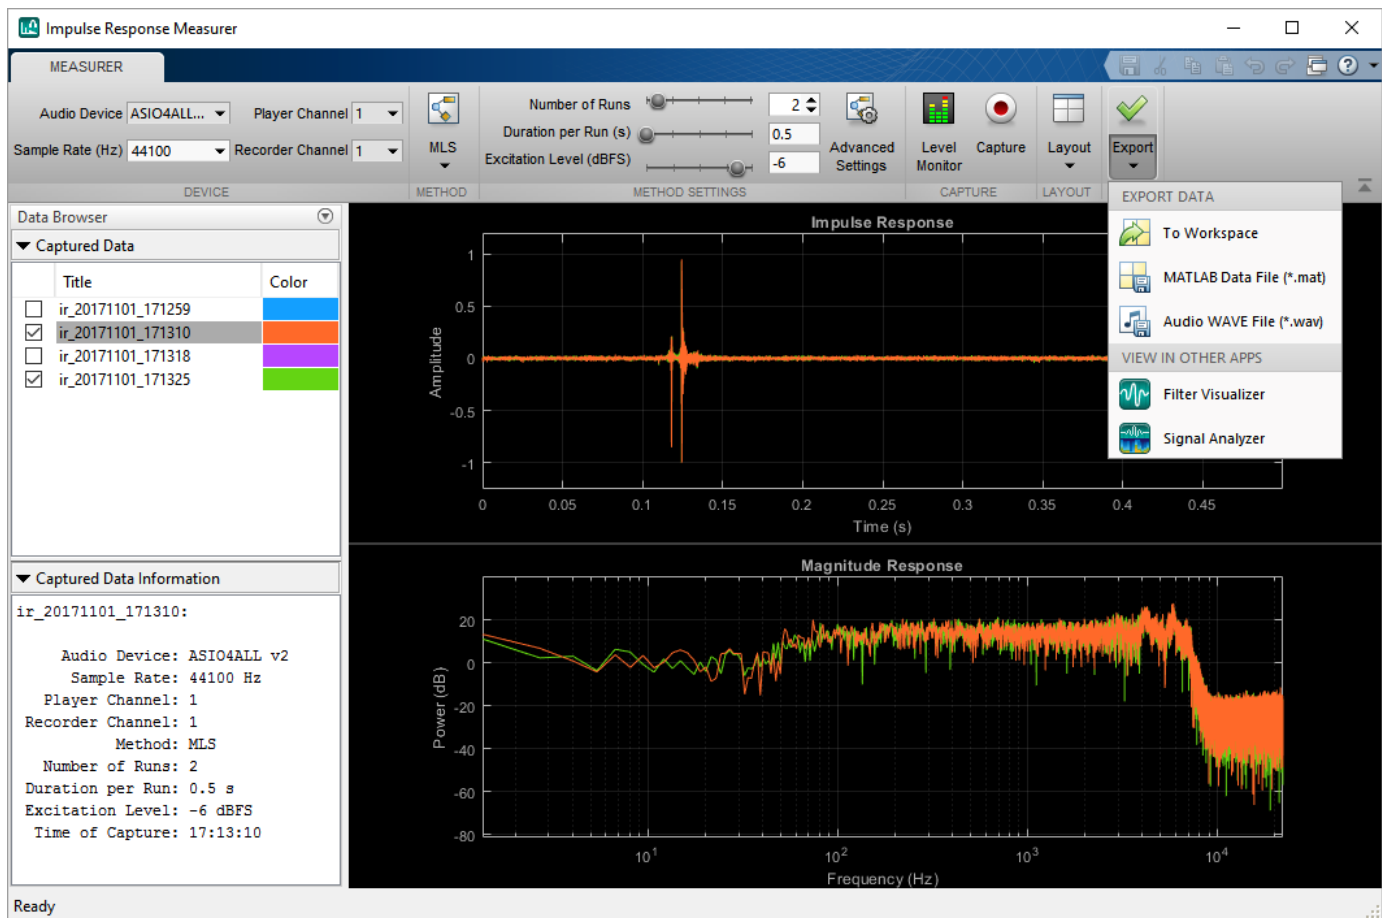 Impulse Response Measurer
MEASURER
Audio Device ASIO4ALL... Player Channel 1
Sample Rate (Hz) 44100 Recorder Channel 1
MLS
Number of Runs 2
Duration per Run (s) 0.5
Excitation Level (dBFS) -6
Advanced
Settings
Level
Monitor
Capture
Layout
Export
DEVICE METHOD METHOD SETTINGS CAPTURE LAYOUT
EXPORT DATA
To Workspace
MATLAB Data File (*.mat)
Audio WAVE File (*.wav)
VIEW IN OTHER APPS
Filter Visualizer
Signal Analyzer
Data Browser
Captured Data
Title Color
ir_20171101_171259
ir_20171101_171310
ir_20171101_171318
ir_20171101_171325
Captured Data Information
ir_20171101_171310:
Audio Device: ASIO4ALL v2
Sample Rate: 44100 Hz
Player Channel: 1
Recorder Channel: 1
Method: MLS
Number of Runs: 2
Duration per Run: 0.5 s
Excitation Level: -6 dBFS
Time of Capture: 17:13:10
Impulse Response
Amplitude
1
0.5
0
-0.5
-1
0 0.05 0.1 0.15 0.2 0.25 0.3 0.35 0.4 0.45
Time (s)
Magnitude Response
Power (dB)
20
0
-20
-40
-60
-80
10¹ 10² 10³ 10⁴
Frequency (Hz)
Ready